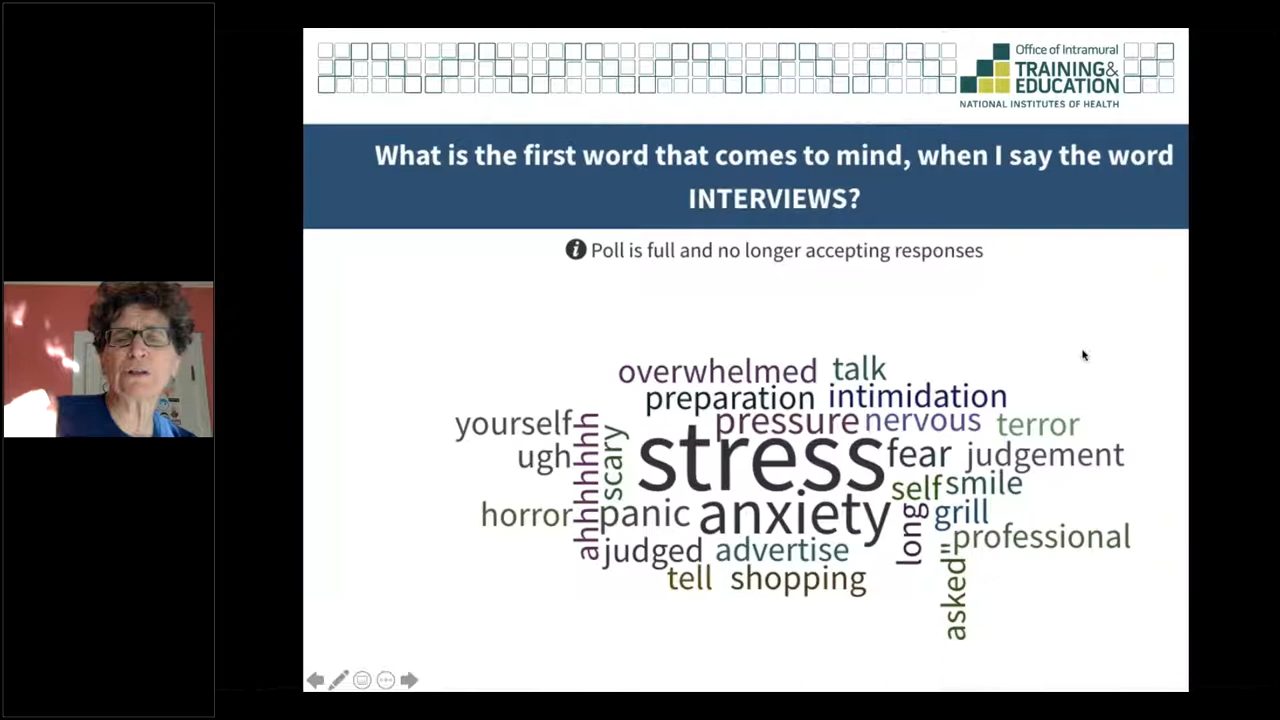 Office of Intramural
TRAINING&
EDUCATION
NATIONAL INSTITUTES OF HEALTH
What is the first word that comes to mind, when I say the word
INTERVIEWS?
i Poll is full and no longer accepting responses
overwhelmed talk
preparation intimidation
yourself pressure nervous terror
ugh ahhhhhhh scary stress fear judgement
self smile
horror panic anxiety long grill
professional
judged advertise
asked"
tell shopping